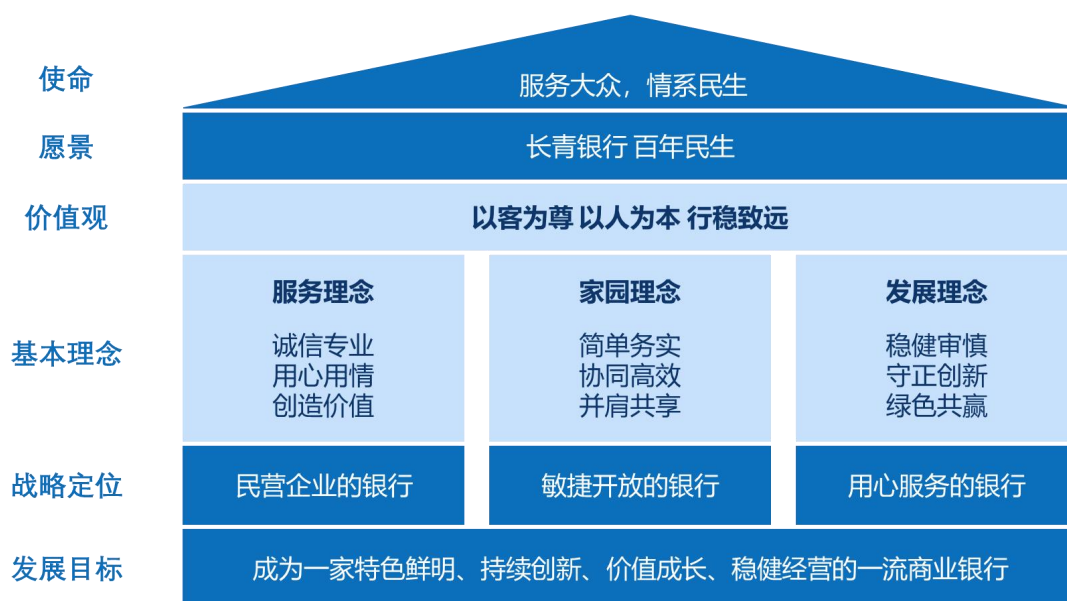 使命
服务大众，情系民生
愿景
长青银行 百年民生
价值观
以客为尊 以人为本 行稳致远
基本理念
服务理念
诚信专业
用心用情
创造价值
家园理念
简单务实
协同高效
并肩共享
发展理念
稳健审慎
守正创新
绿色共赢
战略定位
民营企业的银行
敏捷开放的银行
用心服务的银行
发展目标
成为一家特色鲜明、持续创新、价值成长、稳健经营的一流商业银行